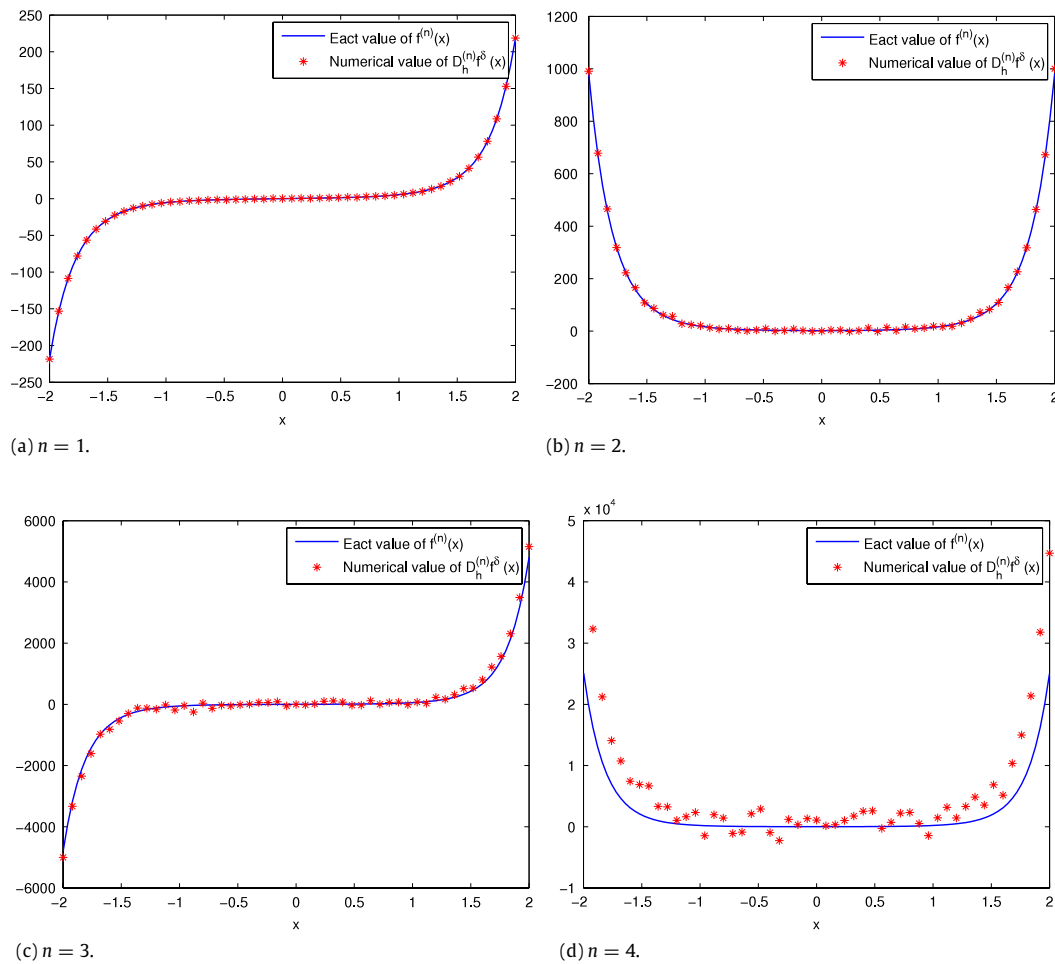 250
200
150
100
50
0
−50
−100
−150
−200
−250
−2 −1.5 −1 −0.5 0 0.5 1 1.5 2
x
Eact value of f^(n)(x)
Numerical value of D_h^(n) f^δ (x)
(a) n = 1.
1200
1000
800
600
400
200
0
−200
−2 −1.5 −1 −0.5 0 0.5 1 1.5 2
x
Eact value of f^(n)(x)
Numerical value of D_h^(n) f^δ (x)
(b) n = 2.
6000
4000
2000
0
−2000
−4000
−6000
−2 −1.5 −1 −0.5 0 0.5 1 1.5 2
x
Eact value of f^(n)(x)
Numerical value of D_h^(n) f^δ (x)
(c) n = 3.
x 10^4
5
4
3
2
1
0
−1
−2 −1.5 −1 −0.5 0 0.5 1 1.5 2
x
Eact value of f^(n)(x)
Numerical value of D_h^(n) f^δ (x)
(d) n = 4.